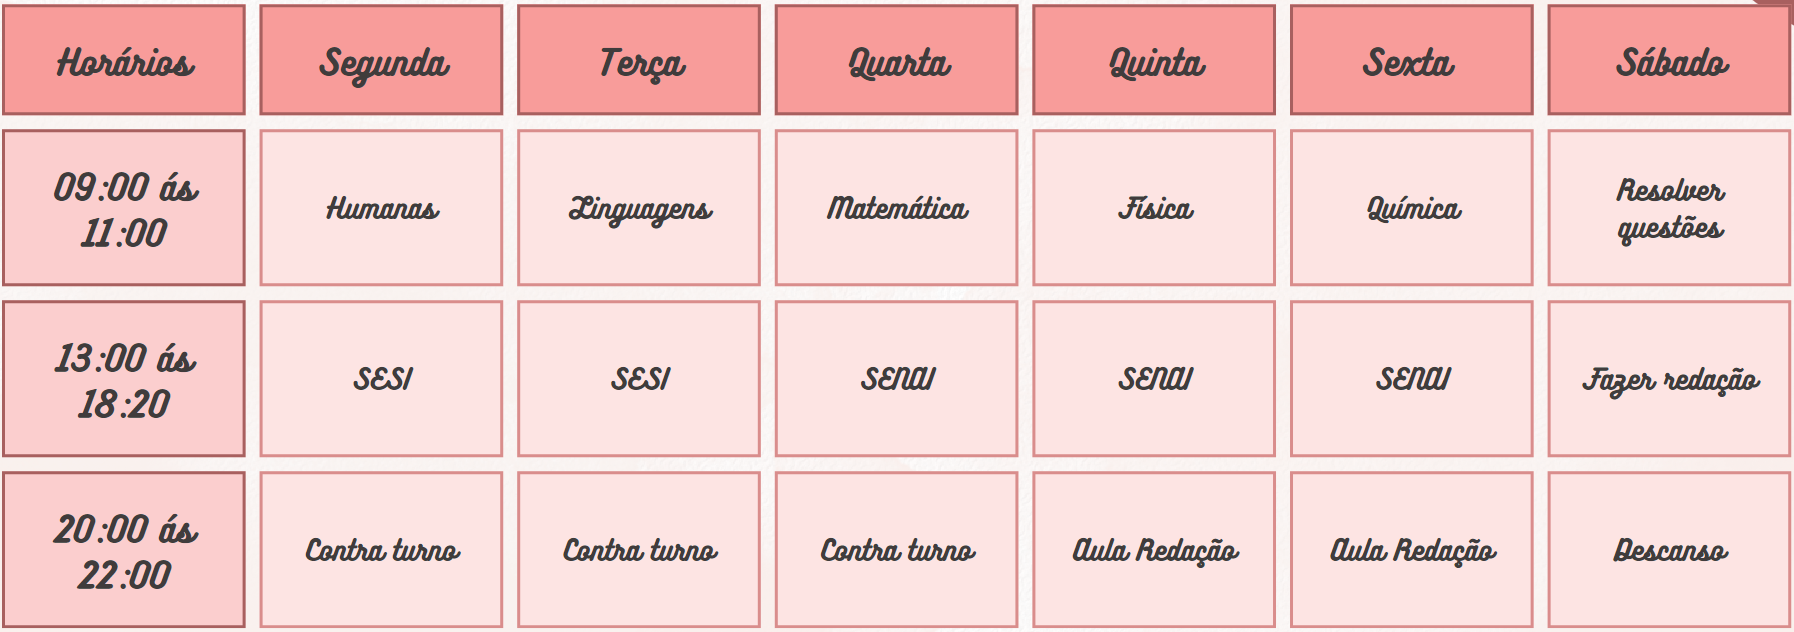 Horários Segunda Terça Quarta Quinta Sexta Sábado
09:00 ás
11:00
Humanas Linguagens Matemática Física Química
Resolver
questões
13:00 ás
18:20
SESI SESI SENAI SENAI SENAI Fazer redação
20:00 ás
22:00
Contra turno Contra turno Contra turno Aula Redação Aula Redação Descanso